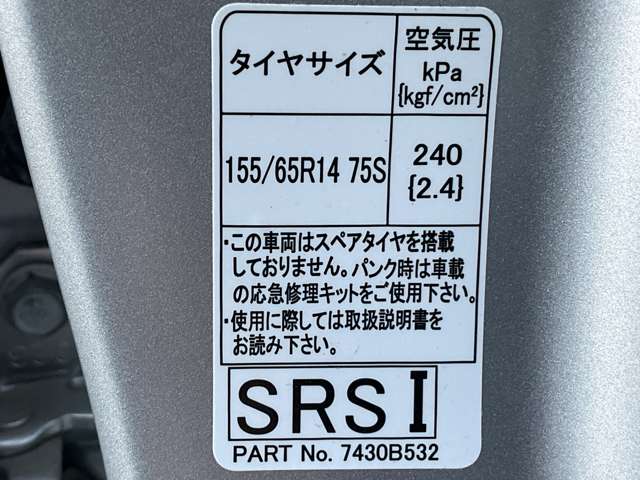 タイヤサイズ
空気圧
kPa
{kgf/cm²}
155/65R14 75S
240
{2.4}
・この車両はスペアタイヤを搭載
しておりません。パンク時は車載
の応急修理キットをご使用下さい。
・使用に際しては取扱説明書を
お読み下さい。
SRS I
PART No. 7430B532